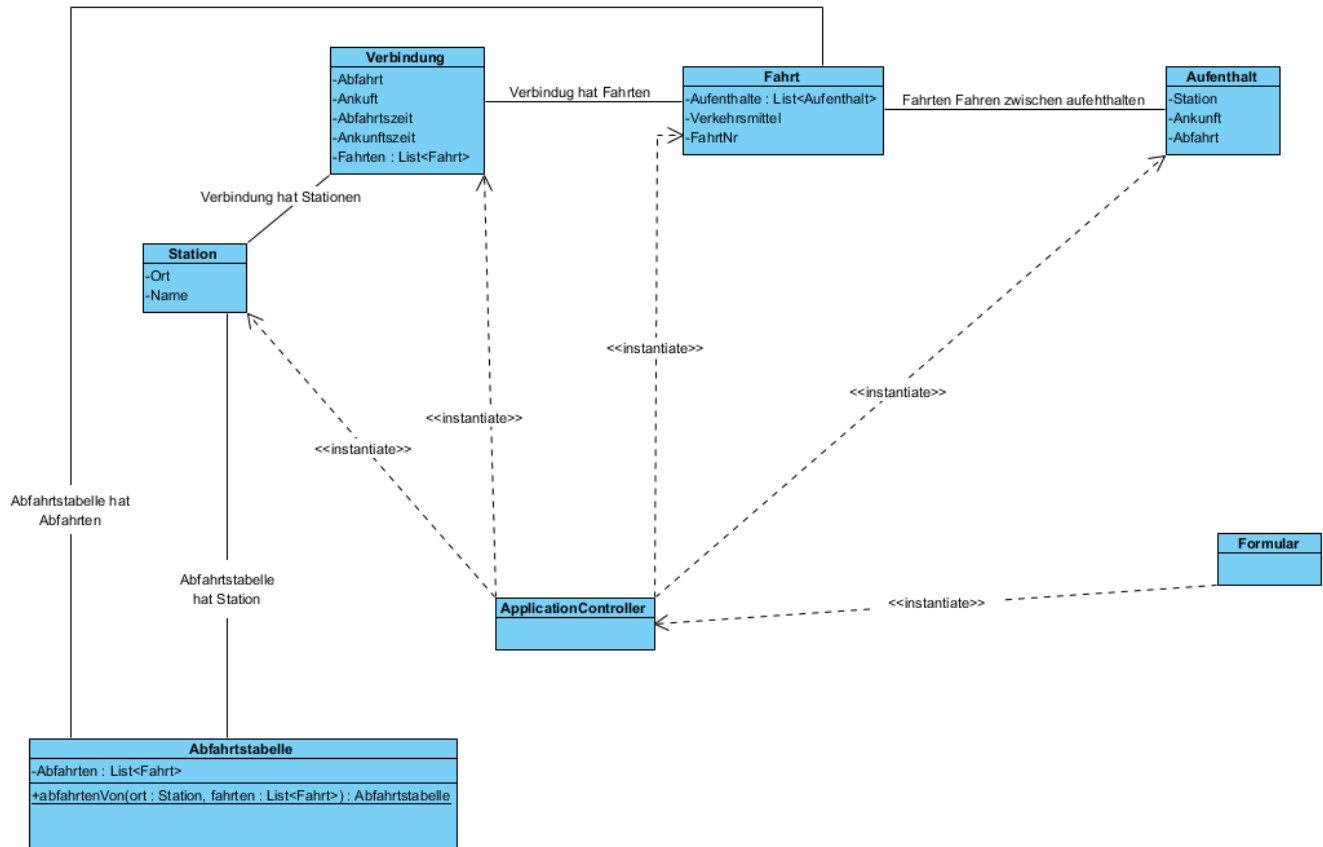 Verbindung
-Abfahrt
-Ankuft
-Abfahrtszeit
-Ankunftszeit
-Fahrten : List<Fahrt>
Verbindug hat Fahrten
Fahrt
-Aufenthalte : List<Aufenthalt>
-Verkehrsmittel
-FahrtNr
Fahrten Fahren zwischen aufehthalten
Aufenthalt
-Station
-Ankunft
-Abfahrt
Verbindung hat Stationen
Station
-Ort
-Name
<<instantiate>>
<<instantiate>>
<<instantiate>>
<<instantiate>>
Abfahrtstabelle hat
Abfahrten
Abfahrtstabelle
hat Station
ApplicationController
<<instantiate>>
Formular
Abfahrtstabelle
-Abfahrten : List<Fahrt>
+abfahrtenVon(ort : Station, fahrten : List<Fahrt>) : Abfahrtstabelle